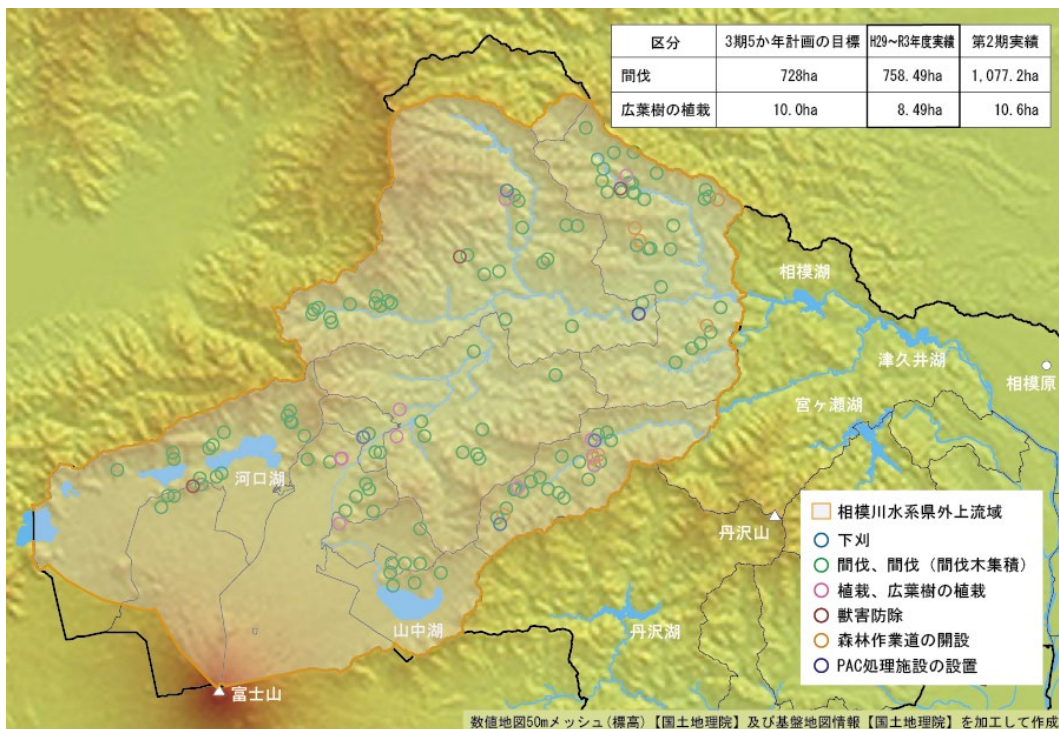 区分 3期5か年計画の目標 H29~R3年度実績 第2期実績
間伐 728ha 758.49ha 1,077.2ha
広葉樹の植栽 10.0ha 8.49ha 10.6ha
相模湖
津久井湖
相模原
宮ヶ瀬湖
河口湖
丹沢山
山中湖
丹沢湖
富士山
相模川水系県外上流域
下刈
間伐、間伐（間伐木集積）
植栽、広葉樹の植栽
獣害防除
森林作業道の開設
PAC処理施設の設置
数値地図50mメッシュ(標高)【国土地理院】及び基盤地図情報【国土地理院】を加工して作成